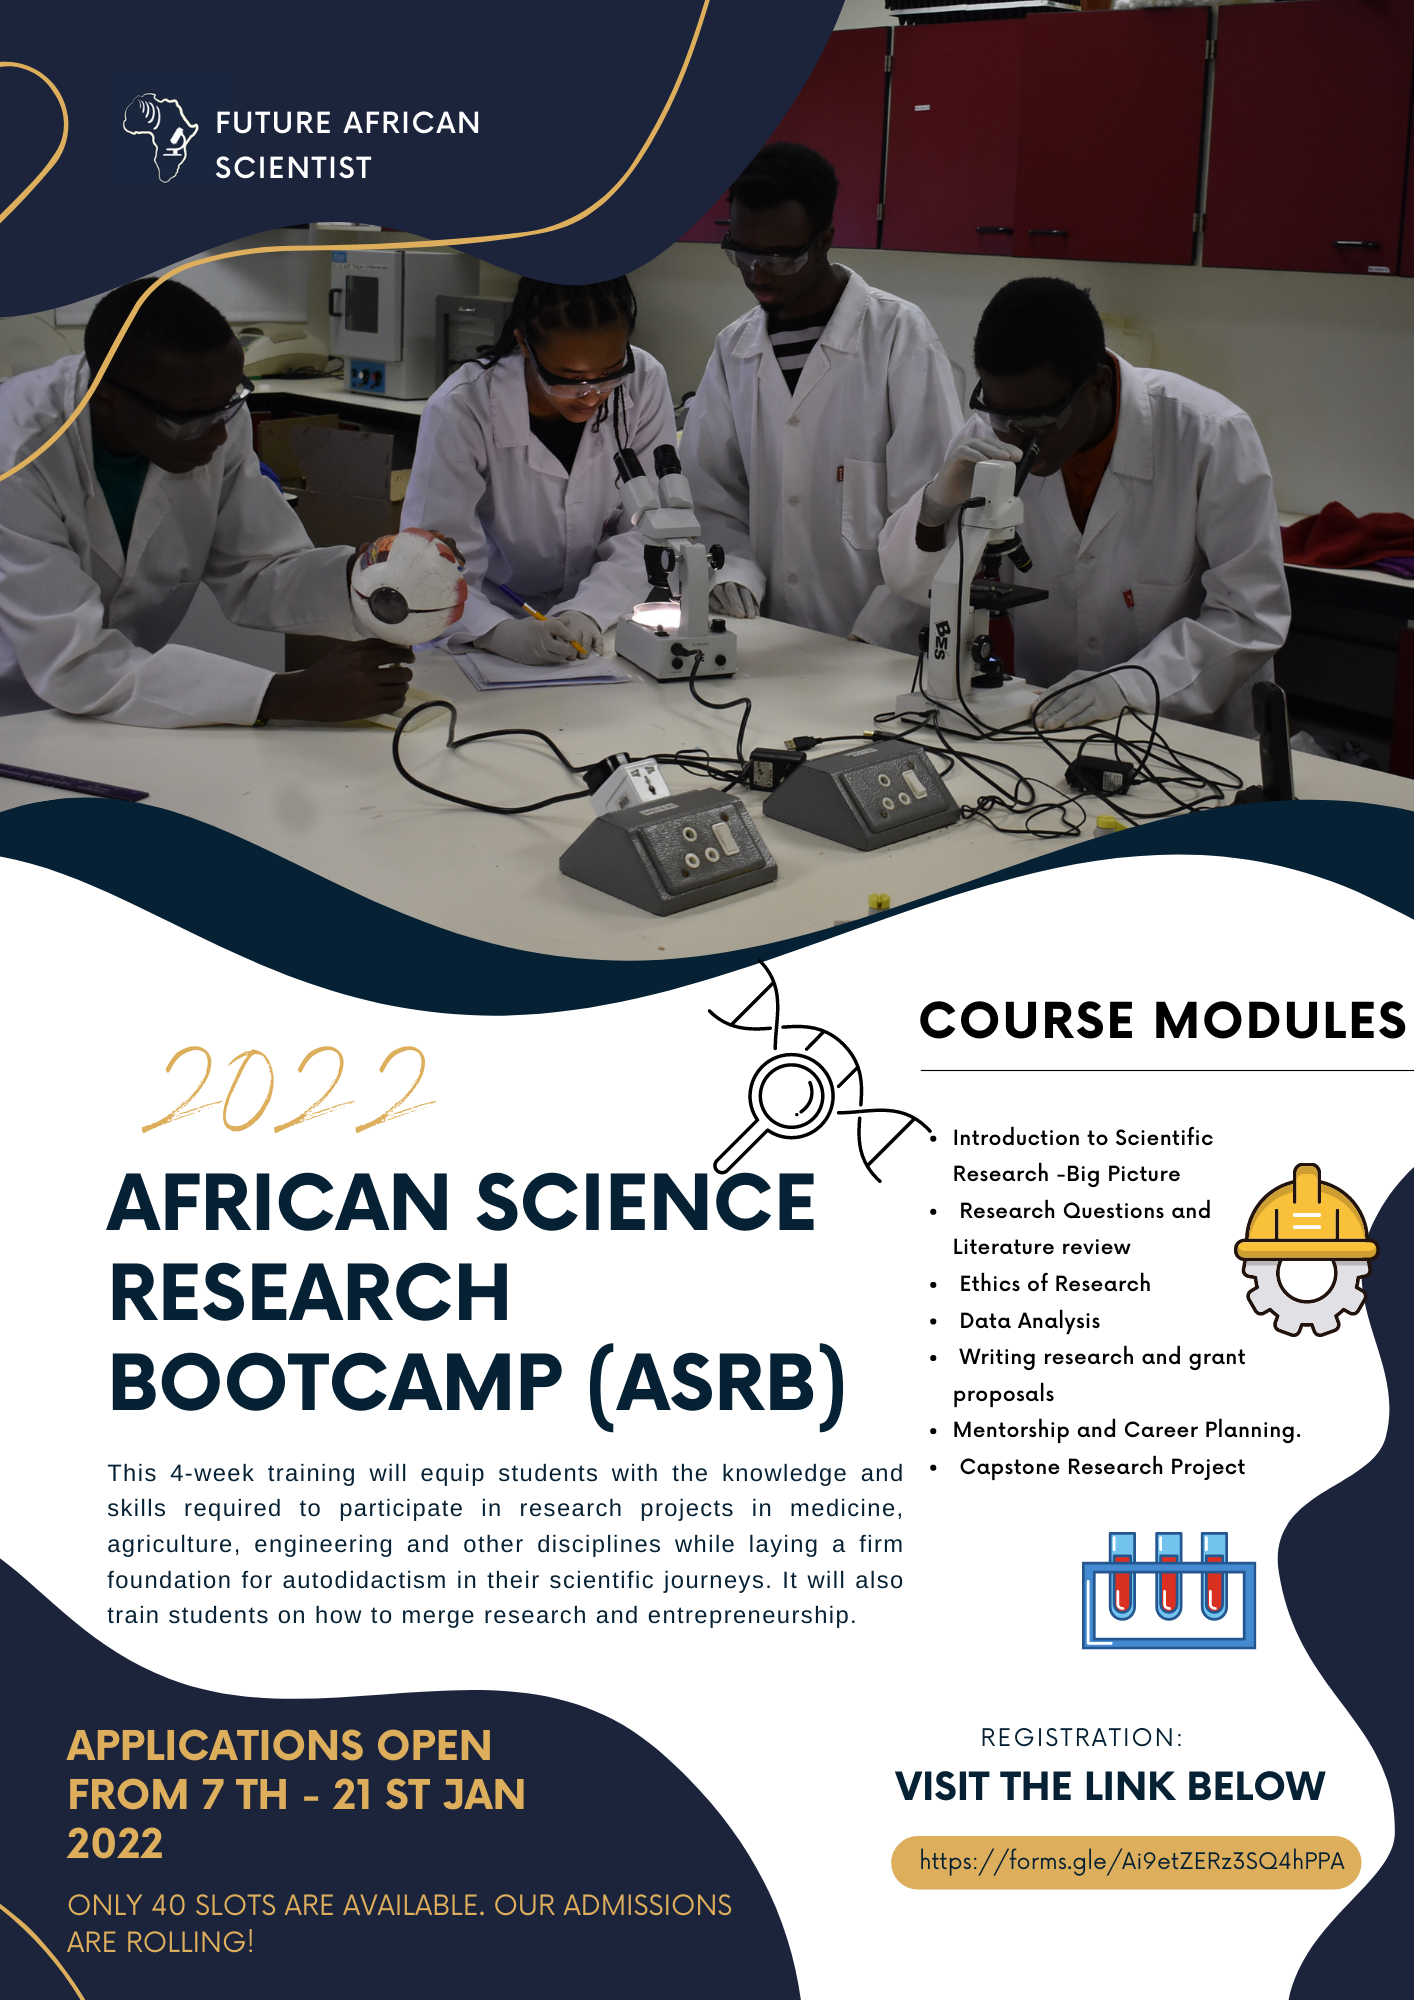 FUTURE AFRICAN
SCIENTIST
BMS
2022
AFRICAN SCIENCE
RESEARCH
BOOTCAMP (ASRB)
This 4-week training will equip students with the knowledge and
skills required to participate in research projects in medicine,
agriculture, engineering and other disciplines while laying a firm
foundation for autodidactism in their scientific journeys. It will also
train students on how to merge research and entrepreneurship.
COURSE MODULES
• Introduction to Scientific
Research -Big Picture
• Research Questions and
Literature review
• Ethics of Research
• Data Analysis
• Writing research and grant
proposals
• Mentorship and Career Planning.
• Capstone Research Project
APPLICATIONS OPEN
FROM 7 TH - 21 ST JAN
2022
ONLY 40 SLOTS ARE AVAILABLE. OUR ADMISSIONS
ARE ROLLING!
REGISTRATION:
VISIT THE LINK BELOW
https://forms.gle/Ai9etZERz3SQ4hPPA